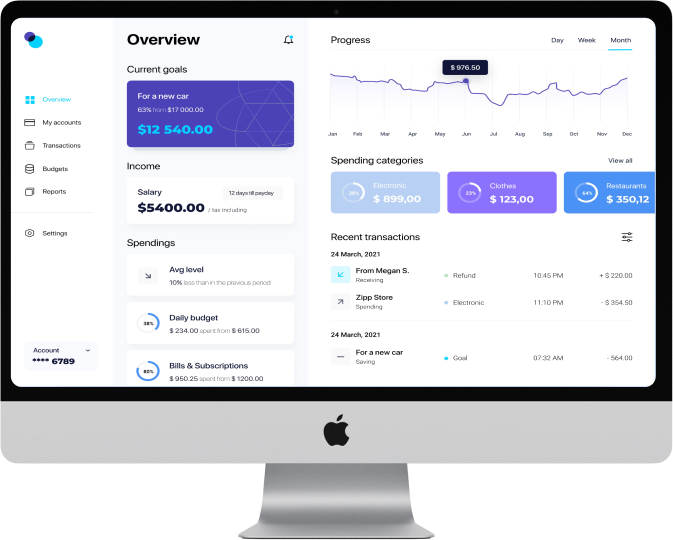 Overview
My accounts
Transactions
Budgets
Reports
Settings
Account
**** 6789
Overview
Current goals
For a new car
63% from $17 000.00
$12 540.00
Income
Salary
12 days till payday
$5400.00 / tax including
Spendings
Avg level
10% less than in the previous period
38%
Daily budget
$ 234.00 spent from $ 615.00
80%
Bills & Subscriptions
$ 950.25 spent from $ 1200.00
Progress
Day Week Month
$ 976.50
Jan Feb Mar Apr May Jun Jul Aug Sep Oct Nov Dec
Spending categories
View all
Electronic
$ 899,00
23%
Clothes
$ 123,00
64%
Restaurants
$ 350,12
Recent transactions
24 March, 2021
From Megan S.
Receiving
Refund
10:45 PM
+ $ 220.00
Zipp Store
Spending
Electronic
11:10 PM
- $ 354.50
24 March, 2021
For a new car
Saving
Goal
07:32 AM
- 564.00